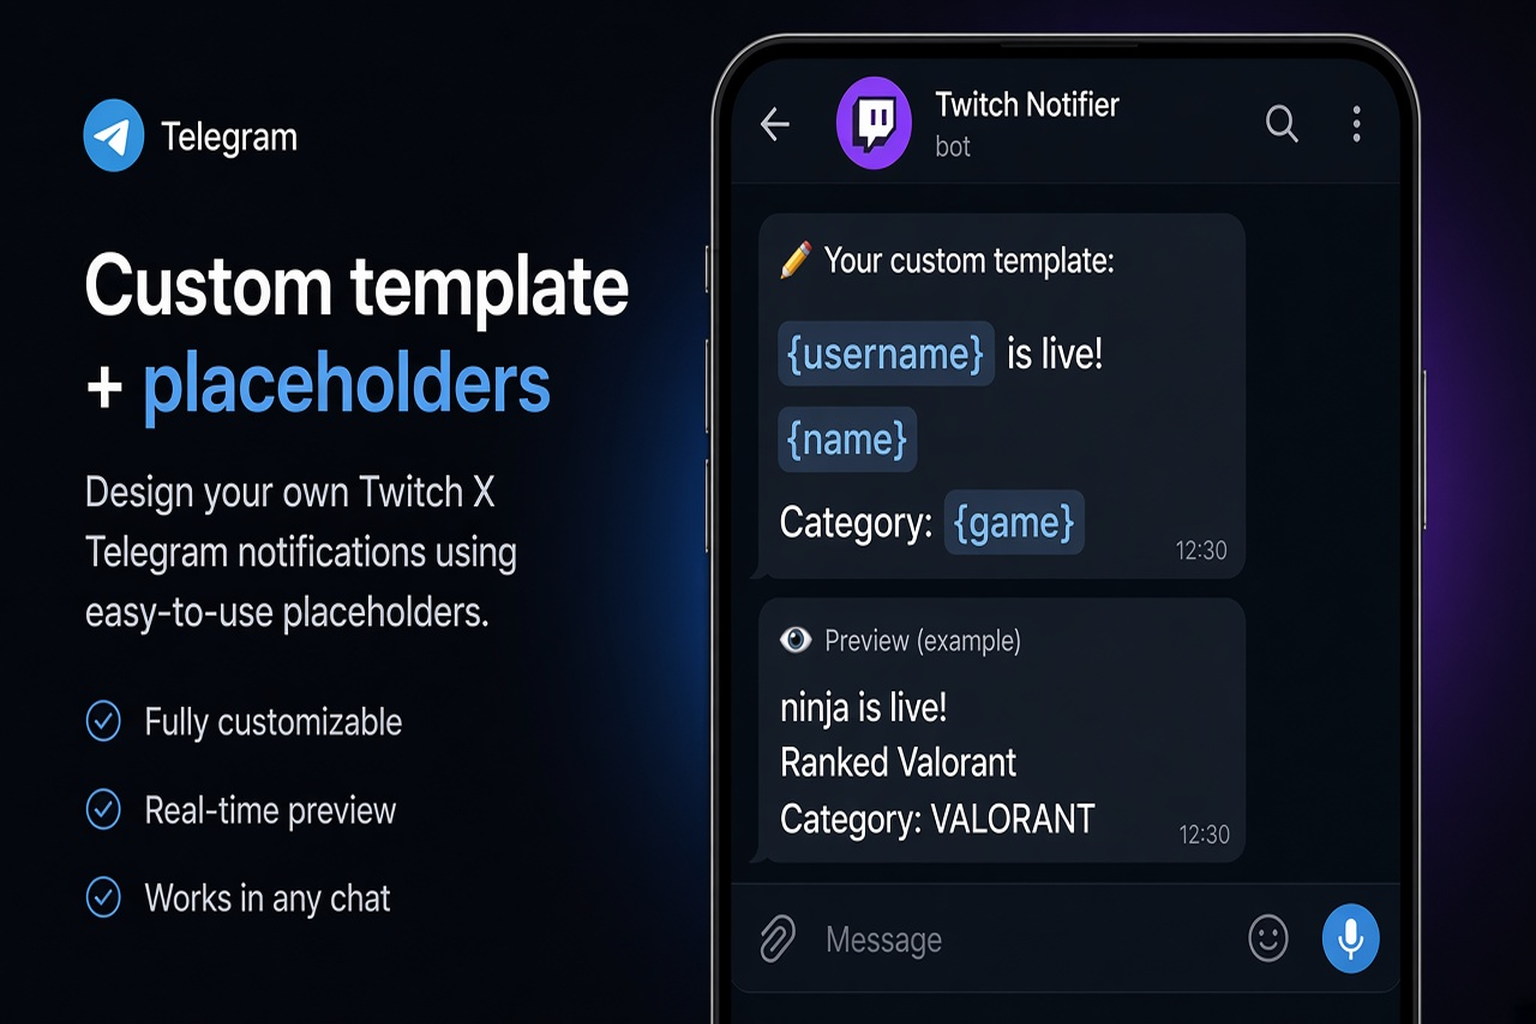 Telegram
Custom template
+ placeholders
Design your own Twitch X
Telegram notifications using
easy-to-use placeholders.
Fully customizable
Real-time preview
Works in any chat
Twitch Notifier
bot
Your custom template:
{username} is live!
{name}
Category: {game}
12:30
Preview (example)
ninja is live!
Ranked Valorant
Category: VALORANT
12:30
Message